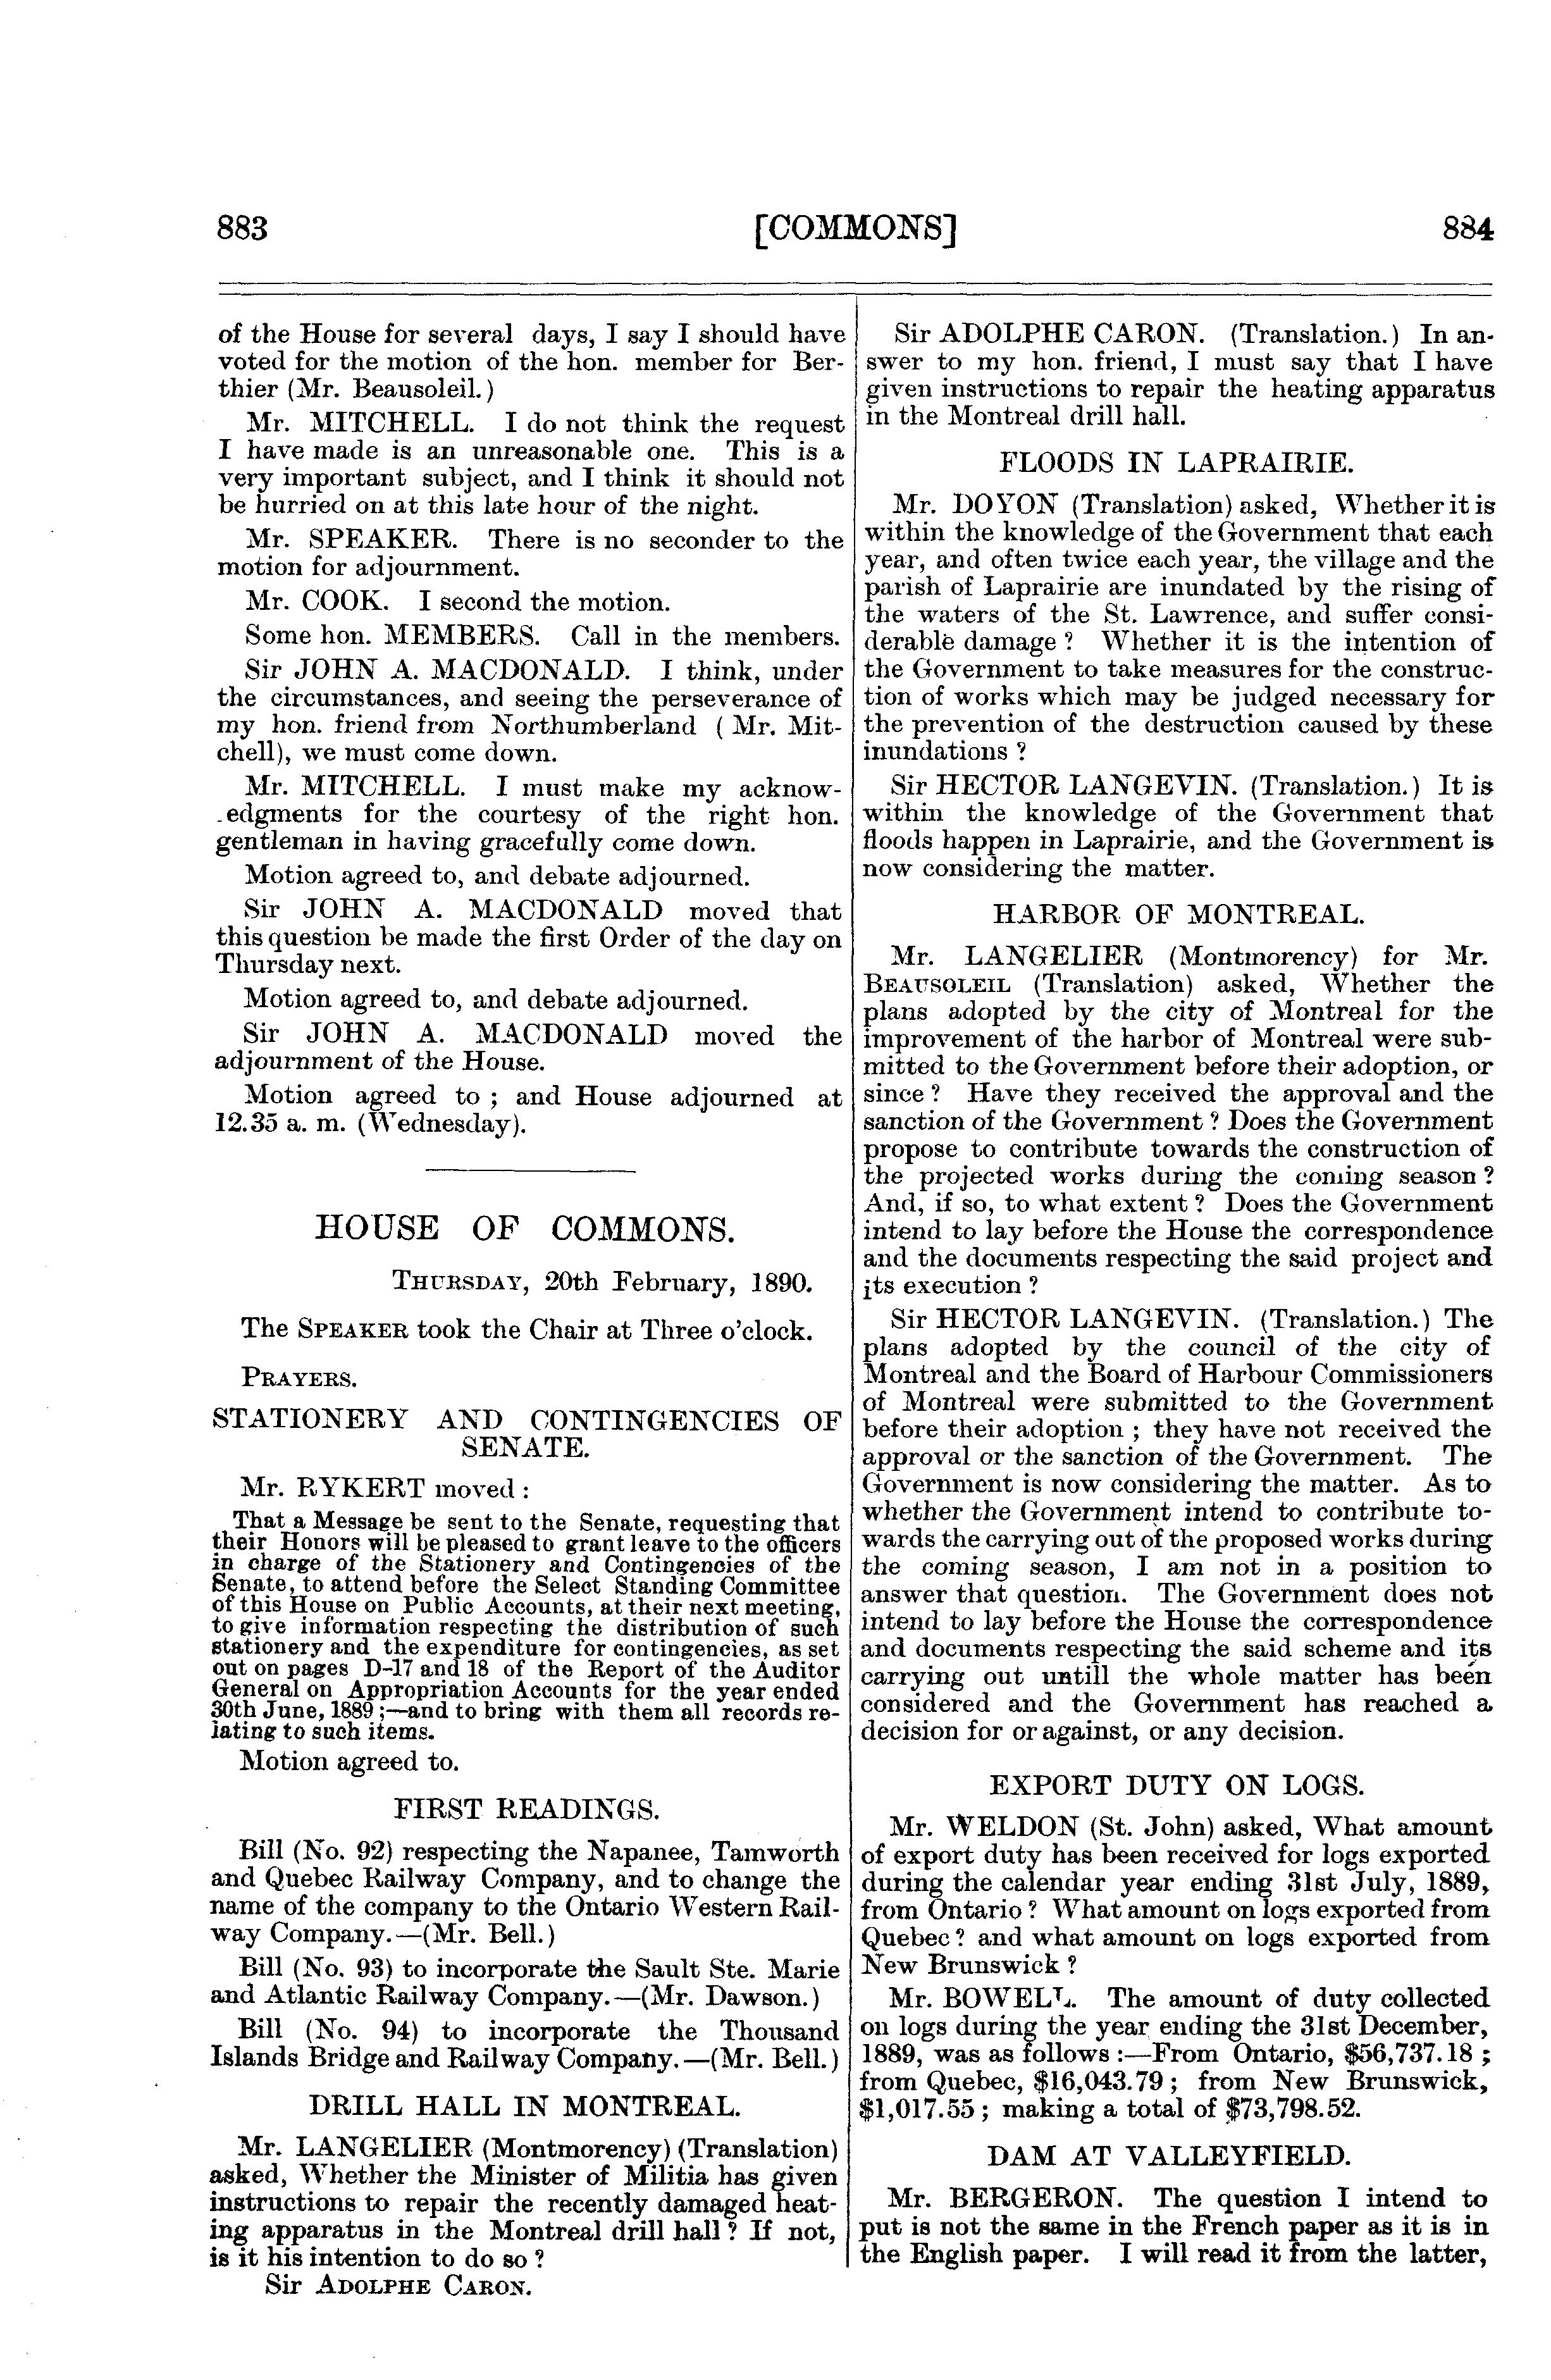 883 [COMMONS] 884
of the House for several days, I say I should have
voted for the motion of the hon. member for Ber-
thier (Mr. Beausoleil.)
Mr. MITCHELL. I do not think the request
I have made is an unreasonable one. This is a
very important subject, and I think it should not
be hurried on at this late hour of the night.
Mr. SPEAKER. There is no seconder to the
motion for adjournment.
Mr. COOK. I second the motion.
Some hon. MEMBERS. Call in the members.
Sir JOHN A. MACDONALD. I think, under
the circumstances, and seeing the perseverance of
my hon. friend from Northumberland ( Mr. Mit-
chell), we must come down.
Mr. MITCHELL. I must make my acknow-
.edgments for the courtesy of the right hon.
gentleman in having gracefully come down.
Motion agreed to, and debate adjourned.
Sir JOHN A. MACDONALD moved that
this question be made the first Order of the day on
Thursday next.
Motion agreed to, and debate adjourned.
Sir JOHN A. MACDONALD moved the
adjournment of the House.
Motion agreed to ; and House adjourned at
12.35 a. m. (Wednesday).
HOUSE OF COMMONS.
THURSDAY, 20th February, 1890.
The SPEAKER took the Chair at Three o'clock.
PRAYERS.
STATIONERY AND CONTINGENCIES OF
SENATE.
Mr. RYKERT moved :
That a Message be sent to the Senate, requesting that
their Honors will be pleased to grant leave to the officers
in charge of the Stationery and Contingencies of the
Senate, to attend before the Select Standing Committee
of this House on Public Accounts, at their next meeting,
to give information respecting the distribution of such
stationery and the expenditure for contingencies, as set
out on pages D-17 and 18 of the Report of the Auditor
General on Appropriation Accounts for the year ended
30th June, 1889 ;—and to bring with them all records re-
lating to such items.
Motion agreed to.
FIRST READINGS.
Bill (No. 92) respecting the Napanee, Tamworth
and Quebec Railway Company, and to change the
name of the company to the Ontario Western Rail-
way Company.—(Mr. Bell.)
Bill (No. 93) to incorporate the Sault Ste. Marie
and Atlantic Railway Company.—(Mr. Dawson.)
Bill (No. 94) to incorporate the Thousand
Islands Bridge and Railway Company.—(Mr. Bell.)
DRILL HALL IN MONTREAL.
Mr. LANGELIER (Montmorency) (Translation)
asked, Whether the Minister of Militia has given
instructions to repair the recently damaged heat-
ing apparatus in the Montreal drill hall ? If not,
is it his intention to do so ?
Sir ADOLPHE CARON.
Sir ADOLPHE CARON. (Translation.) In an-
swer to my hon. friend, I must say that I have
given instructions to repair the heating apparatus
in the Montreal drill hall.
FLOODS IN LAPRAIRIE.
Mr. DOYON (Translation) asked, Whether it is
within the knowledge of the Government that each
year, and often twice each year, the village and the
parish of Laprairie are inundated by the rising of
the waters of the St. Lawrence, and suffer consi-
derable damage ? Whether it is the intention of
the Government to take measures for the construc-
tion of works which may be judged necessary for
the prevention of the destruction caused by these
inundations ?
Sir HECTOR LANGEVIN. (Translation.) It is
within the knowledge of the Government that
floods happen in Laprairie, and the Government is
now considering the matter.
HARBOR OF MONTREAL.
Mr. LANGELIER (Montmorency) for Mr.
BEAUSOLEIL (Translation) asked, Whether the
plans adopted by the city of Montreal for the
improvement of the harbor of Montreal were sub-
mitted to the Government before their adoption, or
since ? Have they received the approval and the
sanction of the Government ? Does the Government
propose to contribute towards the construction of
the projected works during the coming season ?
And, if so, to what extent ? Does the Government
intend to lay before the House the correspondence
and the documents respecting the said project and
its execution ?
Sir HECTOR LANGEVIN. (Translation.) The
plans adopted by the council of the city of
Montreal and the Board of Harbour Commissioners
of Montreal were submitted to the Government
before their adoption ; they have not received the
approval or the sanction of the Government. The
Government is now considering the matter. As to
whether the Government intend to contribute to-
wards the carrying out of the proposed works during
the coming season, I am not in a position to
answer that question. The Government does not
intend to lay before the House the correspondence
and documents respecting the said scheme and its
carrying out untill the whole matter has been
considered and the Government has reached a
decision for or against, or any decision.
EXPORT DUTY ON LOGS.
Mr. WELDON (St. John) asked, What amount
of export duty has been received for logs exported
during the calendar year ending 31st July, 1889,
from Ontario ? What amount on logs exported from
Quebec ? and what amount on logs exported from
New Brunswick ?
Mr. BOWELL. The amount of duty collected
on logs during the year ending the 31st December,
1889, was as follows :—From Ontario, $56,737.18 ;
from Quebec, $16,043.79 ; from New Brunswick,
$1,017.55 ; making a total of $73,798.52.
DAM AT VALLEYFIELD.
Mr. BERGERON. The question I intend to
put is not the same in the French paper as it is in
the English paper. I will read it from the latter,